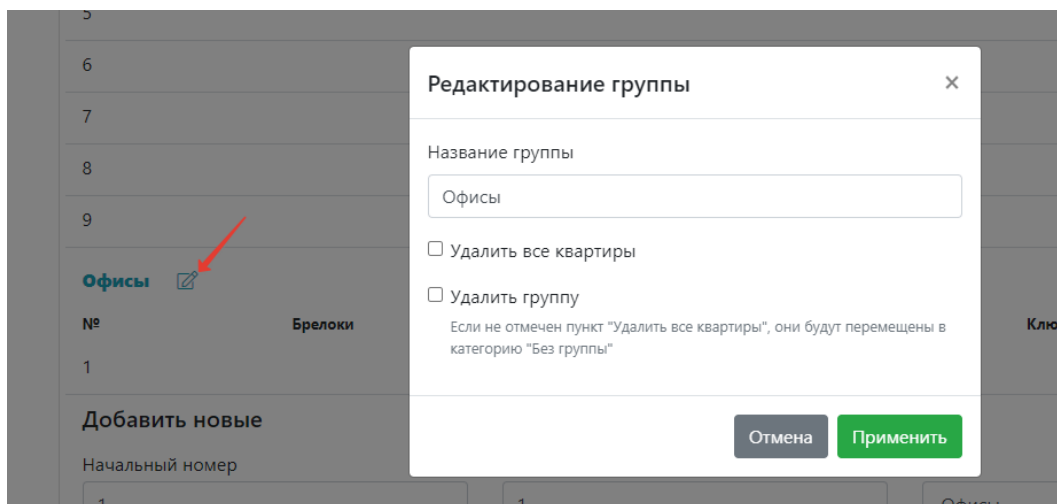 5
6
Редактирование группы ×
7
Название группы
8
Офисы
9
Удалить все квартиры
Офисы
Удалить группу
№ Брелоки
Если не отмечен пункт "Удалить все квартиры", они будут перемещены в
категорию "Без группы"
Клю
1
Добавить новые
Отмена Применить
Начальный номер
1 1 Офисы